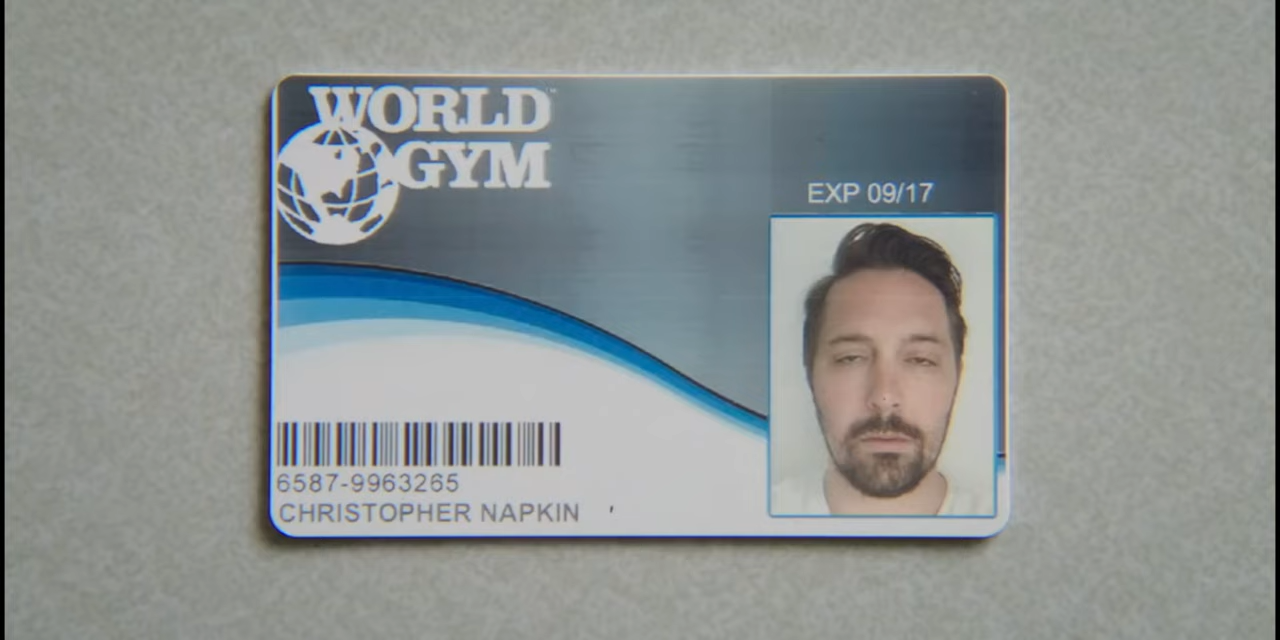 WORLD
GYM
EXP 09/17
6587-9963265
CHRISTOPHER NAPKIN